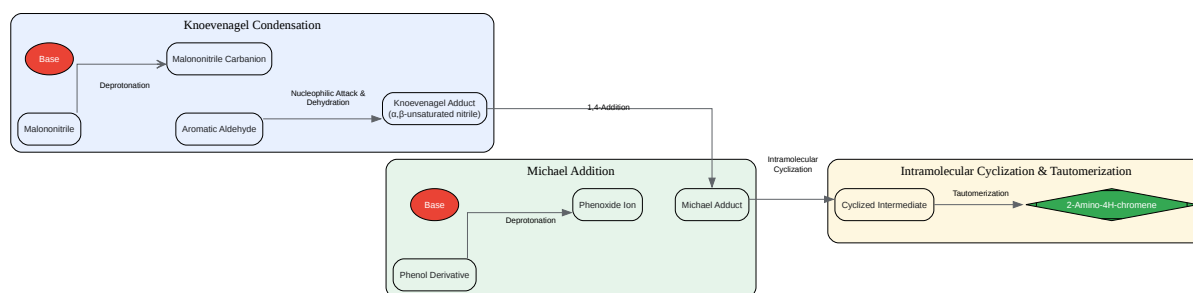 Knoevenagel Condensation
Base
Malononitrile Carbanion
Deprotonation
Nucleophilic Attack &
Dehydration
Knoevenagel Adduct
(α,β-unsaturated nitrile)
Malononitrile
Aromatic Aldehyde
1,4-Addition
Michael Addition
Base
Phenoxide Ion
Michael Adduct
Deprotonation
Phenol Derivative
Intramolecular
Cyclization
Intramolecular Cyclization & Tautomerization
Cyclized Intermediate
Tautomerization
2-Amino-4H-chromene